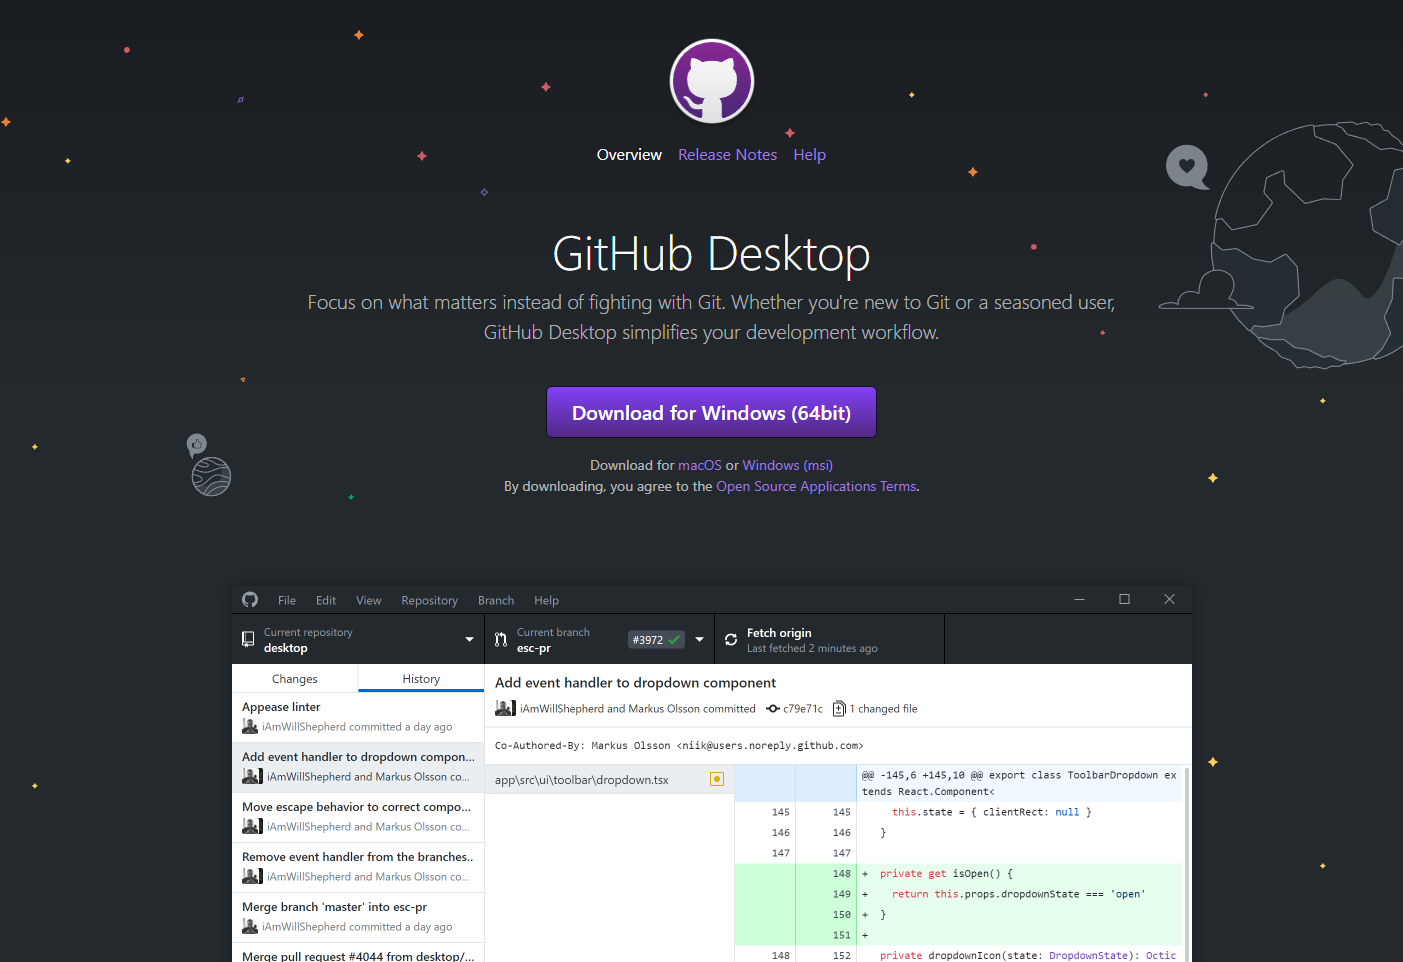 Overview Release Notes Help
GitHub Desktop
Focus on what matters instead of fighting with Git. Whether you're new to Git or a seasoned user,
GitHub Desktop simplifies your development workflow.
Download for Windows (64bit)
Download for macOS or Windows (msi)
By downloading, you agree to the Open Source Applications Terms.
File Edit View Repository Branch Help
Current repository
desktop
Current branch
esc-pr
#3972
Fetch origin
Last fetched 2 minutes ago
Changes History
Appease linter
iAmWillShepherd committed a day ago
Add event handler to dropdown compon...
iAmWillShepherd and Markus Olsson co...
Move escape behavior to correct compo...
iAmWillShepherd and Markus Olsson co...
Remove event handler from the branches..
iAmWillShepherd and Markus Olsson co...
Merge branch 'master' into esc-pr
iAmWillShepherd committed a day ago
Merge pull request #4044 from desktop/...
Add event handler to dropdown component
iAmWillShepherd and Markus Olsson committed c79e71c 1 changed file
Co-Authored-By: Markus Olsson <niik@users.noreply.github.com>
app\src\ui\toolbar\dropdown.tsx
@@ -145,6 +145,10 @@ export class ToolbarDropdown ex
tends React.Component<
145 145 this.state = { clientRect: null }
146 146 }
147 147
148 + private get isOpen() {
149 + return this.props.dropdownState === 'open'
150 + }
151 +
148 152 private dropdownIcon(state: DropdownState): Octic